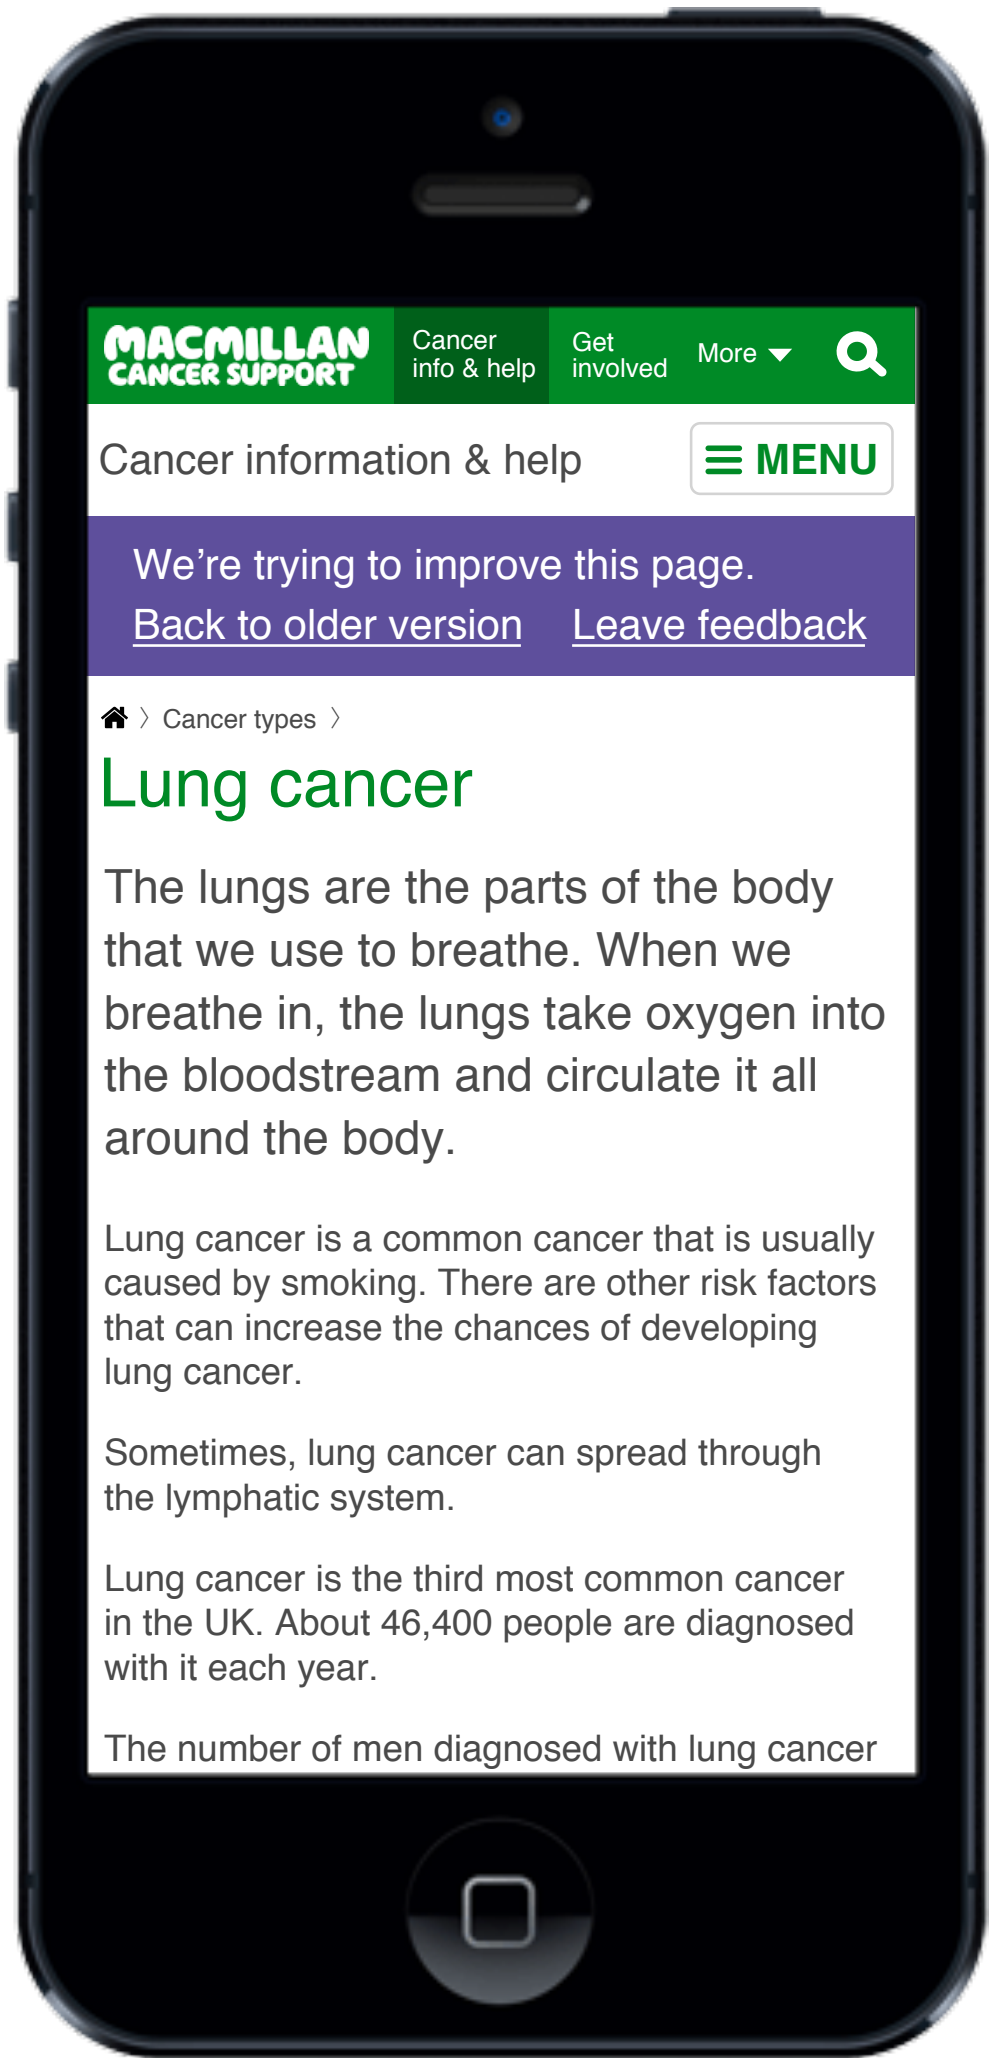 MACMILLAN
CANCER SUPPORT
Cancer
info & help
Get
involved
More
Cancer information & help
MENU
We’re trying to improve this page.
Back to older version Leave feedback
Cancer types
Lung cancer
The lungs are the parts of the body
that we use to breathe. When we
breathe in, the lungs take oxygen into
the bloodstream and circulate it all
around the body.
Lung cancer is a common cancer that is usually
caused by smoking. There are other risk factors
that can increase the chances of developing
lung cancer.
Sometimes, lung cancer can spread through
the lymphatic system.
Lung cancer is the third most common cancer
in the UK. About 46,400 people are diagnosed
with it each year.
The number of men diagnosed with lung cancer